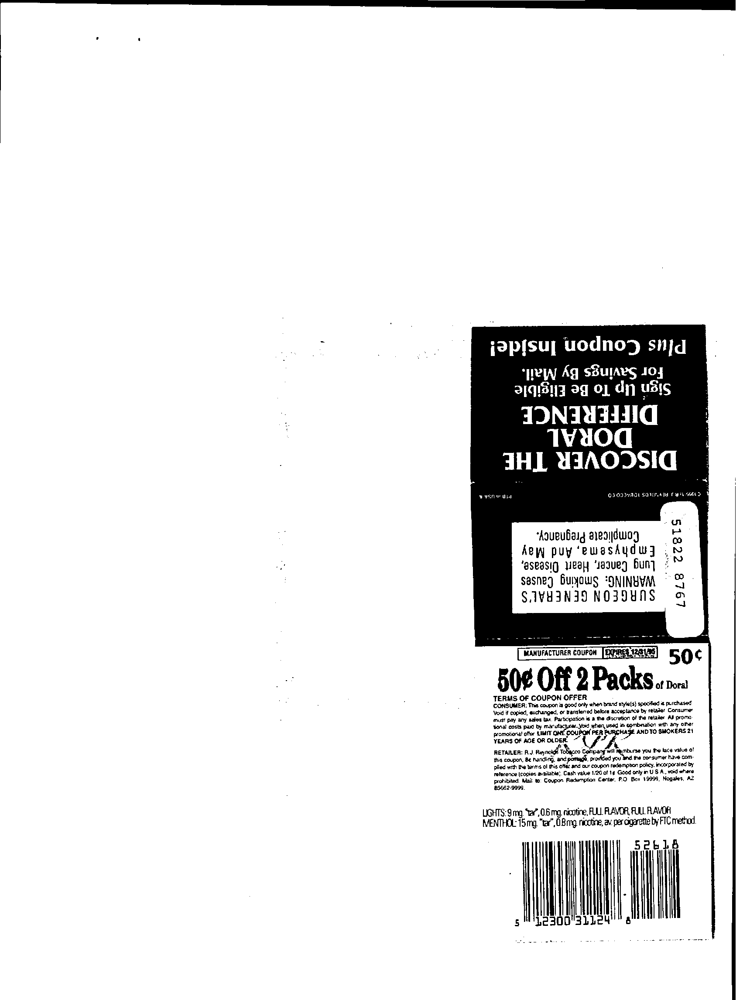 Plus Coupon Inside!
For Savings By Mail.
Sign Up To Be Eligible
DIFFERENCE
DORAL
DISCOVER THE
51822 8767
SURGEON GENERAL'S
WARNING: Smoking Causes
Lung Cancer, Heart Disease,
Emphysema, And May
Complicate Pregnancy.
MANUFACTURER COUPON
EXPIRES 12/31/96
50¢
50¢ Off 2 Packs of Doral
TERMS OF COUPON OFFER
CONSUMER: This coupon is good only when brand style(s) specified is purchased
Void if copied, exchanged, or transferred before acceptance by retailer. Consumer
must pay any sales tax. Participation is at the discretion of the retailer. All promo-
tional costs paid by manufacturer. Void when used in combination with any other
promotional offer. LIMIT ONE COUPON PER PURCHASE AND TO SMOKERS 21
YEARS OF AGE OR OLDER.
RETAILER: R.J. Reynolds Tobacco Company will reimburse you the face value of
this coupon, 8¢ handling, and postage, provided you and the consumer have com-
plied with the terms of this offer and our coupon redemption policy, incorporated by
reference (copies available). Cash value 1/20 of 1¢. Good only in U.S.A., void where
prohibited. Mail to: Coupon Redemption Center, P.O. Box 19999, Nogales, AZ
85662-9999.
LIGHTS: 9 mg. "tar", 0.6 mg. nicotine, FULL FLAVOR, FULL FLAVOR
MENTHOL: 15 mg. "tar", 0.8 mg. nicotine, av. per cigarette by FTC method.
52618
5 12300 31124 8